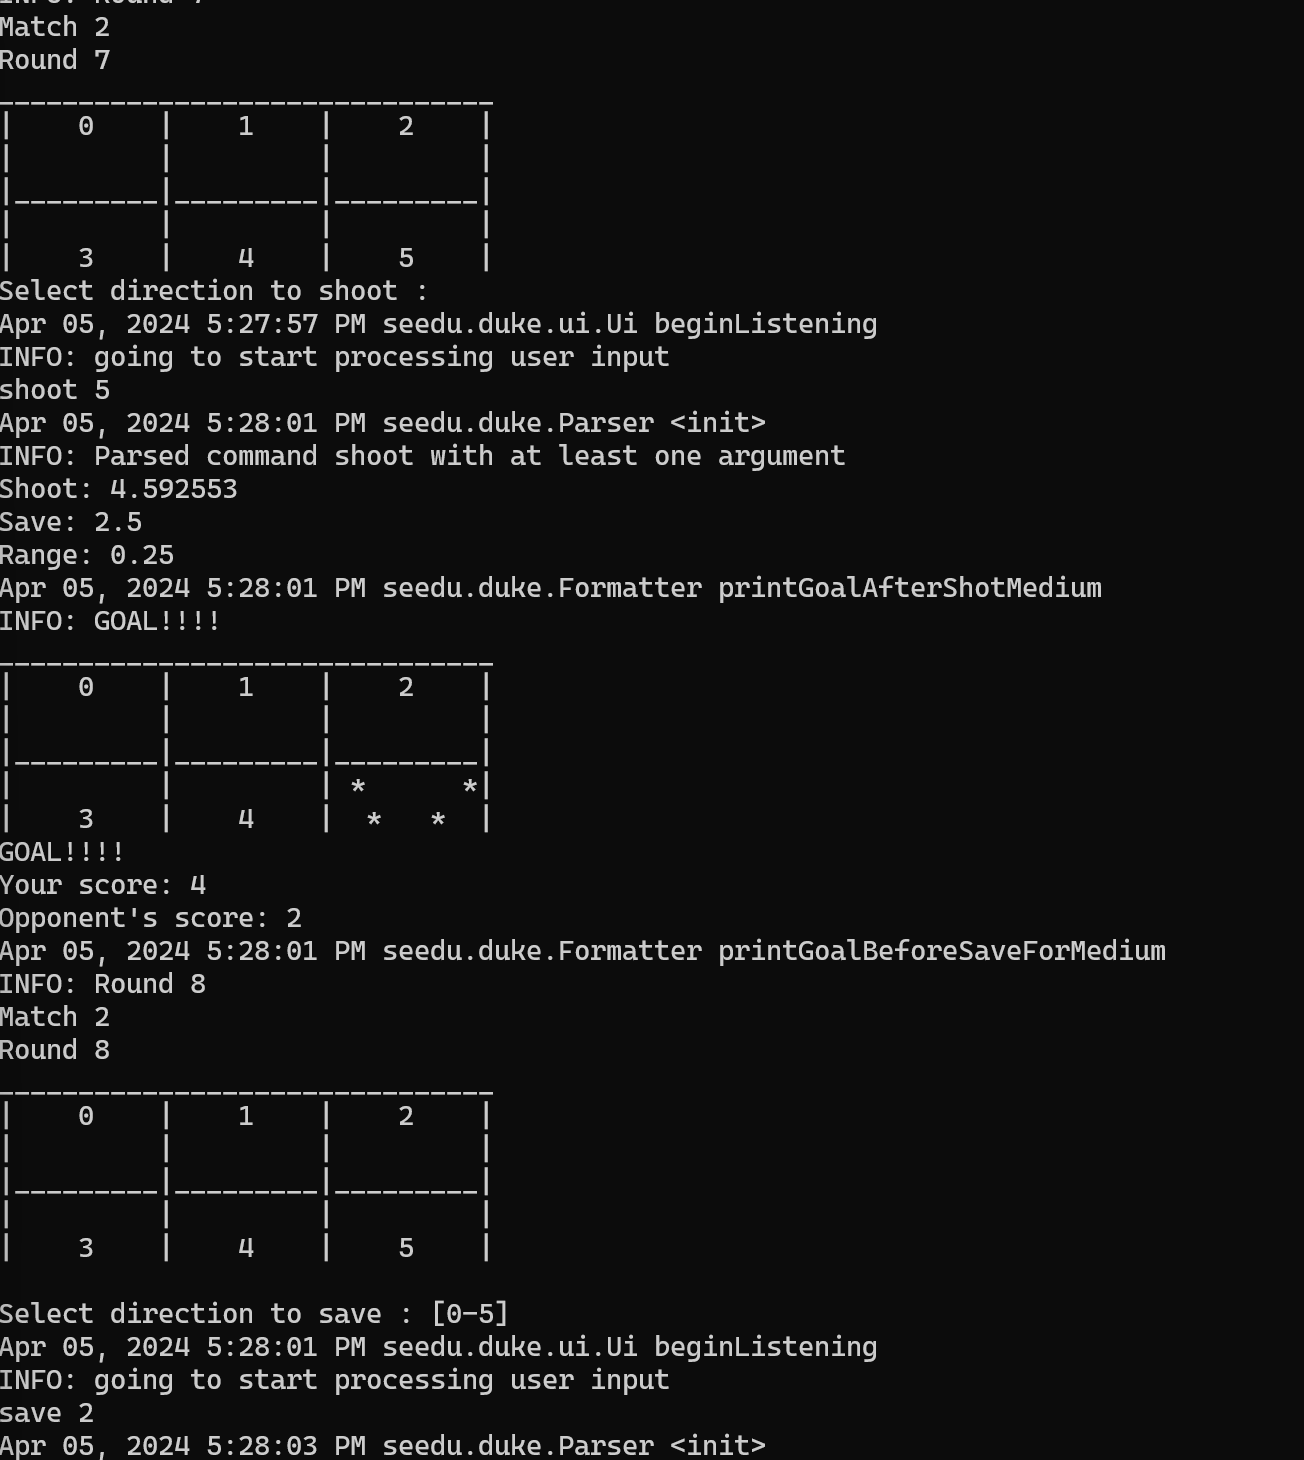 INFO: Round 7
Match 2
Round 7
_______________________________
|    0    |    1    |    2    |
|         |         |         |
|_________|_________|_________|
|         |         |         |
|    3    |    4    |    5    |
Select direction to shoot :
Apr 05, 2024 5:27:57 PM seedu.duke.ui.Ui beginListening
INFO: going to start processing user input
shoot 5
Apr 05, 2024 5:28:01 PM seedu.duke.Parser <init>
INFO: Parsed command shoot with at least one argument
Shoot: 4.592553
Save: 2.5
Range: 0.25
Apr 05, 2024 5:28:01 PM seedu.duke.Formatter printGoalAfterShotMedium
INFO: GOAL!!!!
_______________________________
|    0    |    1    |    2    |
|         |         |         |
|_________|_________|_________|
|         |         | *      *|
|    3    |    4    |  *   *  |
GOAL!!!!
Your score: 4
Opponent's score: 2
Apr 05, 2024 5:28:01 PM seedu.duke.Formatter printGoalBeforeSaveForMedium
INFO: Round 8
Match 2
Round 8
_______________________________
|    0    |    1    |    2    |
|         |         |         |
|_________|_________|_________|
|         |         |         |
|    3    |    4    |    5    |
Select direction to save : [0-5]
Apr 05, 2024 5:28:01 PM seedu.duke.ui.Ui beginListening
INFO: going to start processing user input
save 2
Apr 05, 2024 5:28:03 PM seedu.duke.Parser <init>